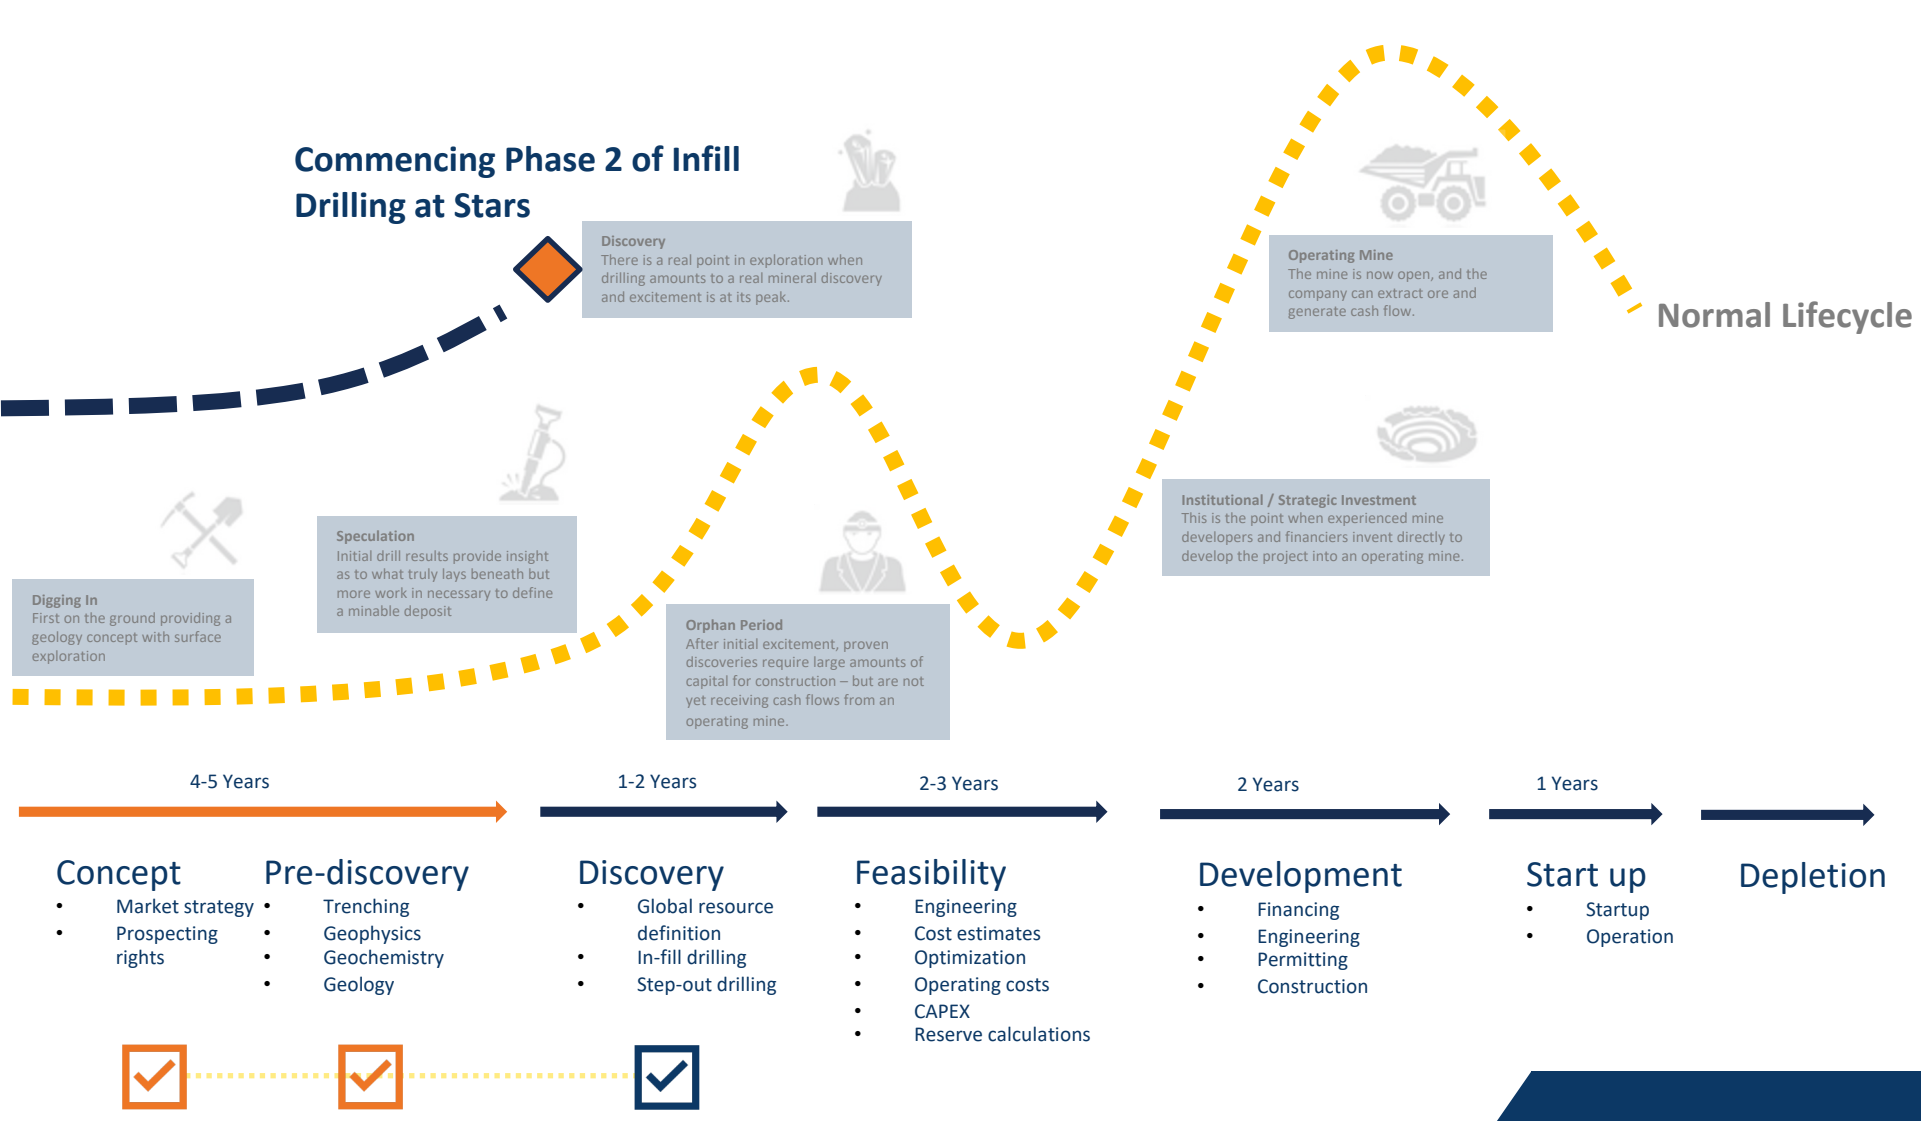 Commencing Phase 2 of Infill
Drilling at Stars
Discovery
There is a real point in exploration when
drilling amounts to a real mineral discovery
and excitement is at its peak.
Operating Mine
The mine is now open, and the
company can extract ore and
generate cash flow.
Normal Lifecycle
Institutional / Strategic Investment
This is the point when experienced mine
developers and financiers invent directly to
develop the project into an operating mine.
Speculation
Initial drill results provide insight
as to what truly lays beneath but
more work in necessary to define
a minable deposit
Digging In
First on the ground providing a
geology concept with surface
exploration
Orphan Period
After initial excitement, proven
discoveries require large amounts of
capital for construction – but are not
yet receiving cash flows from an
operating mine.
4-5 Years
1-2 Years
2-3 Years
2 Years
1 Years
Concept
• Market strategy
• Prospecting
rights
Pre-discovery
• Trenching
• Geophysics
• Geochemistry
• Geology
Discovery
• Global resource
definition
• In-fill drilling
• Step-out drilling
Feasibility
• Engineering
• Cost estimates
• Optimization
• Operating costs
• CAPEX
• Reserve calculations
Development
• Financing
• Engineering
• Permitting
• Construction
Start up
• Startup
• Operation
Depletion